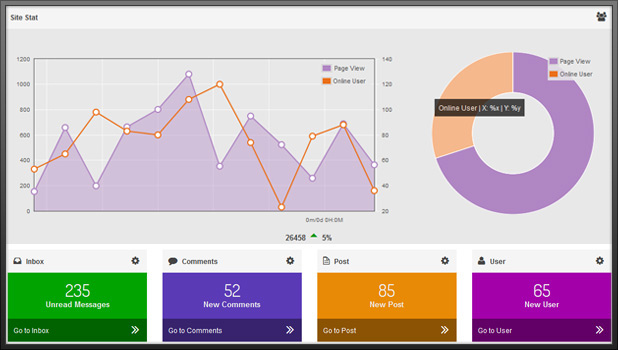 Site Stat
1200
1000
800
600
400
200
0
140
120
100
80
60
40
20
Page View
Online User
0m/0d 0H 0M
26458 5%
Page View
Online User
Online User | X: %s | Y: %y
Inbox
235
Unread Messages
Go to Inbox
Comments
52
New Comments
Go to Comments
Post
85
New Post
Go to Post
User
65
New User
Go to User